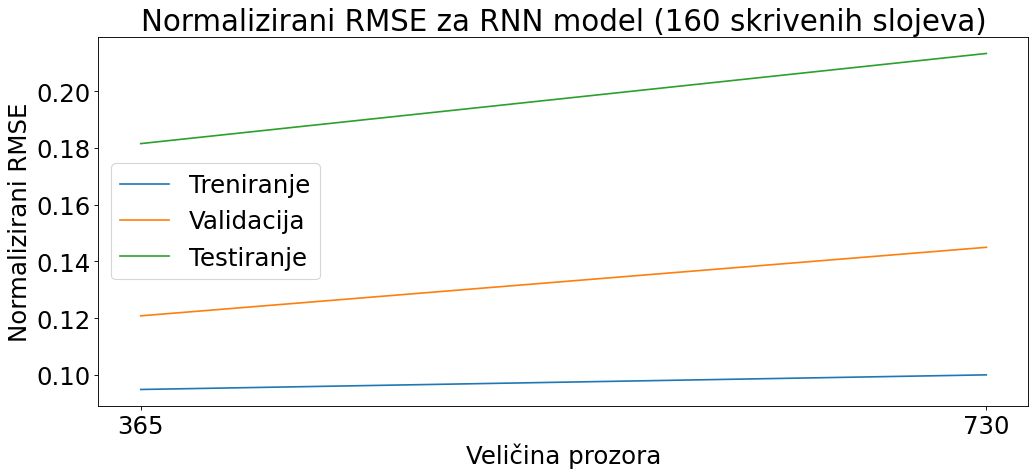 Normalizirani RMSE za RNN model (160 skrivenih slojeva)
Normalizirani RMSE
0.20
0.18
0.16
0.14
0.12
0.10
Treniranje
Validacija
Testiranje
365
730
Veličina prozora